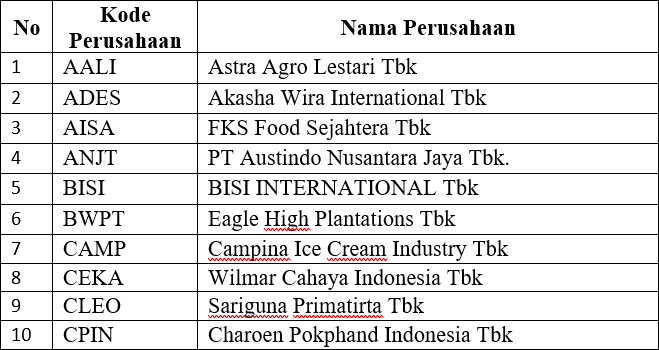 No Kode Perusahaan Nama Perusahaan
1 AALI Astra Agro Lestari Tbk
2 ADES Akasha Wira International Tbk
3 AISA FKS Food Sejahtera Tbk
4 ANJT PT Austindo Nusantara Jaya Tbk.
5 BISI BISI INTERNATIONAL Tbk
6 BWPT Eagle High Plantations Tbk
7 CAMP Campina Ice Cream Industry Tbk
8 CEKA Wilmar Cahaya Indonesia Tbk
9 CLEO Sariguna Primatirta Tbk
10 CPIN Charoen Pokphand Indonesia Tbk